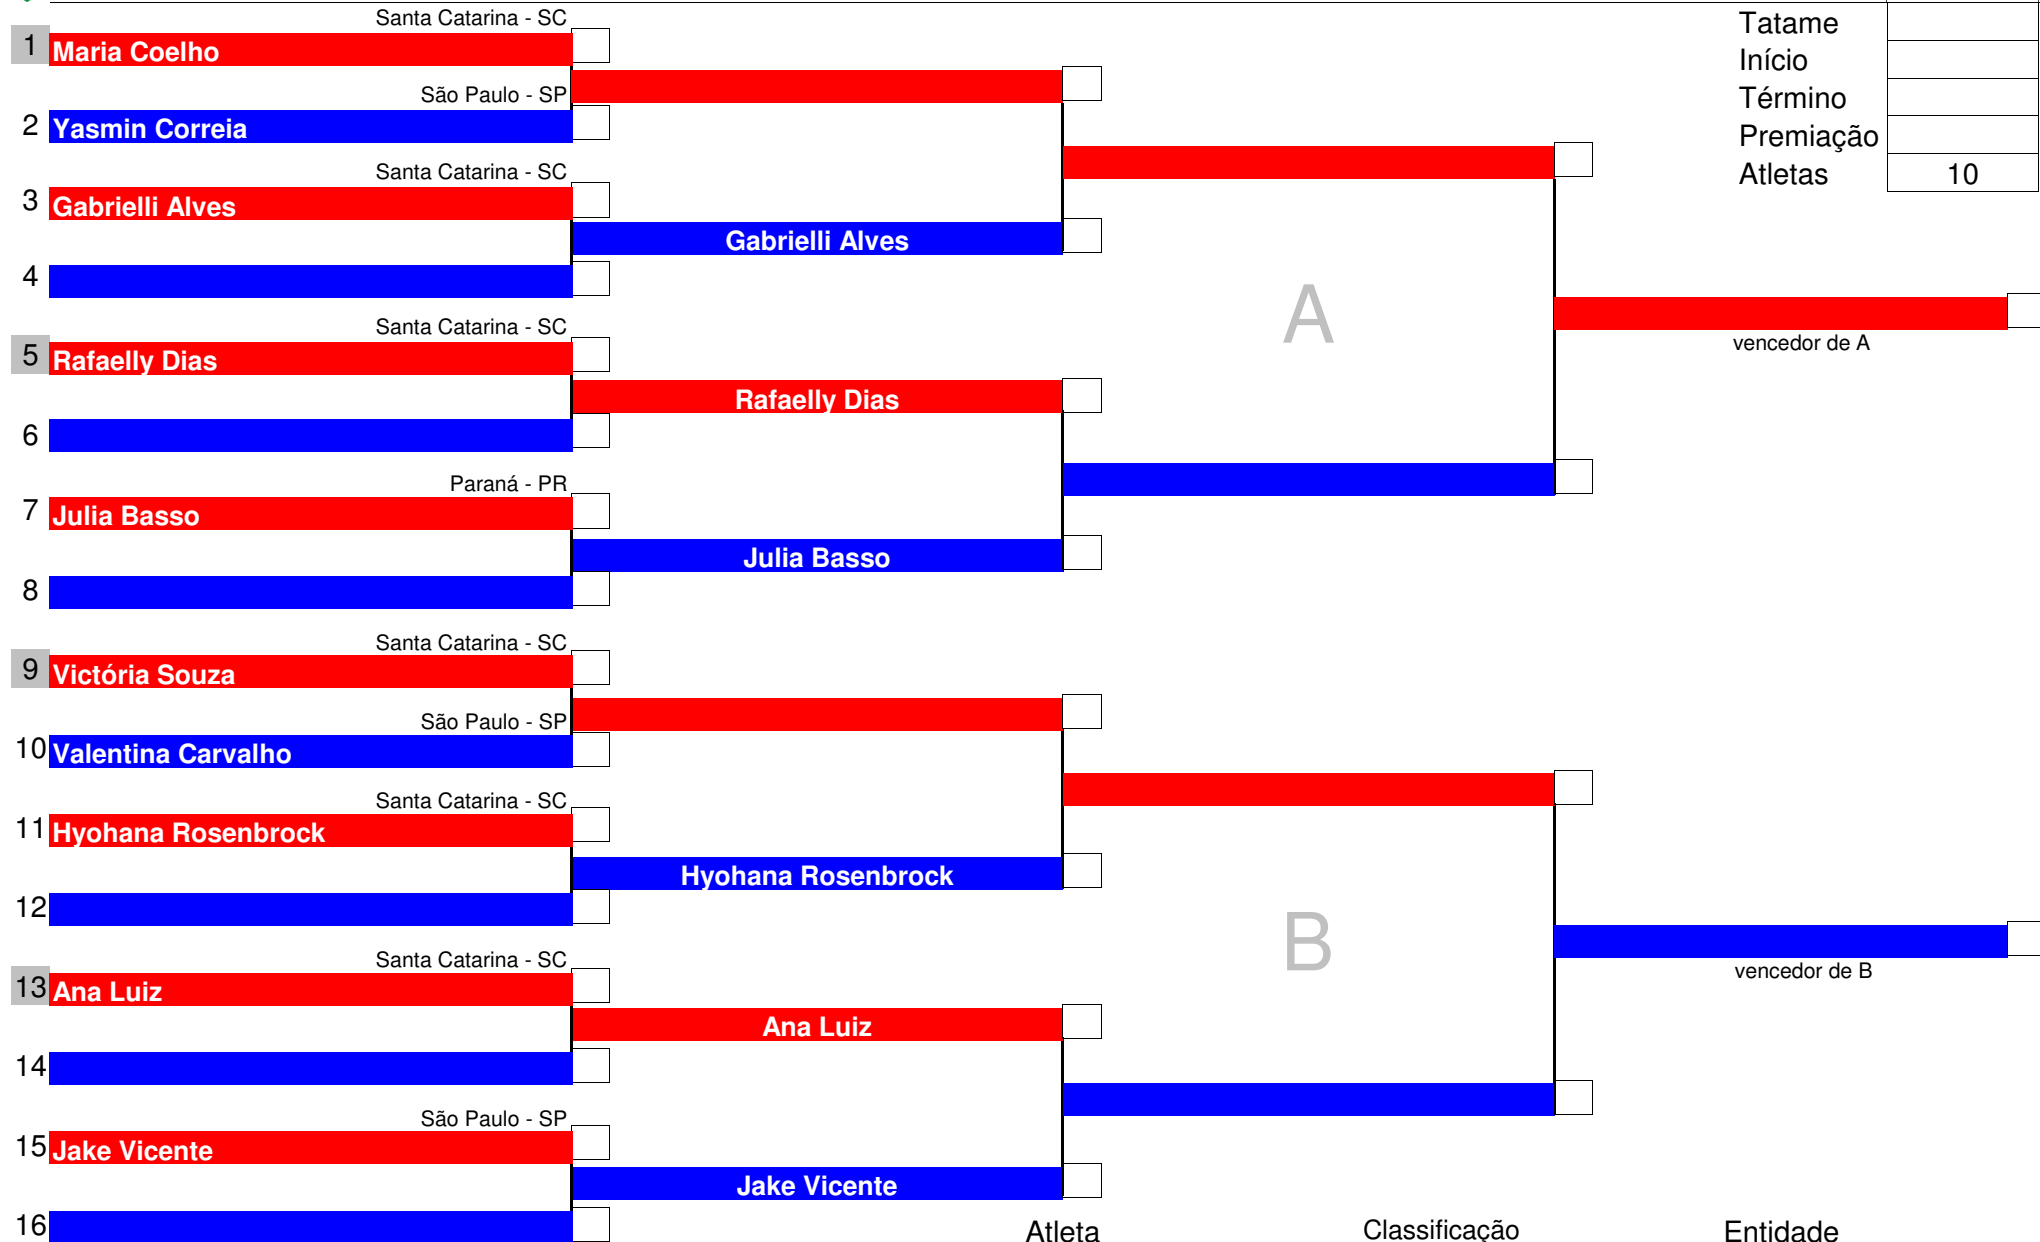 Santa Catarina - SC
1 Maria Coelho
São Paulo - SP
2 Yasmin Correia
Santa Catarina - SC
3 Gabrielli Alves
Gabrielli Alves
4
Santa Catarina - SC
5 Rafaelly Dias
Rafaelly Dias
6
Paraná - PR
7 Julia Basso
Julia Basso
8
Santa Catarina - SC
9 Victória Souza
São Paulo - SP
10 Valentina Carvalho
Santa Catarina - SC
11 Hyohana Rosenbrock
Hyohana Rosenbrock
12
Santa Catarina - SC
13 Ana Luiz
Ana Luiz
14
São Paulo - SP
15 Jake Vicente
Jake Vicente
16
A
vencedor de A
B
vencedor de B
Tatame
Início
Término
Premiação
Atletas 10
Atleta Classificação Entidade